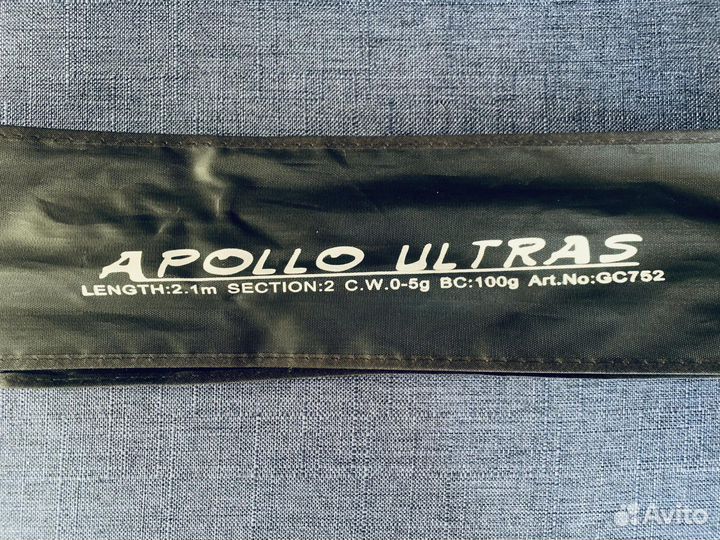 APOLLO ULTRAS
LENGTH:2.1m SECTION:2 C.W.0-5g BC:100g Art.No:GC752
Avito